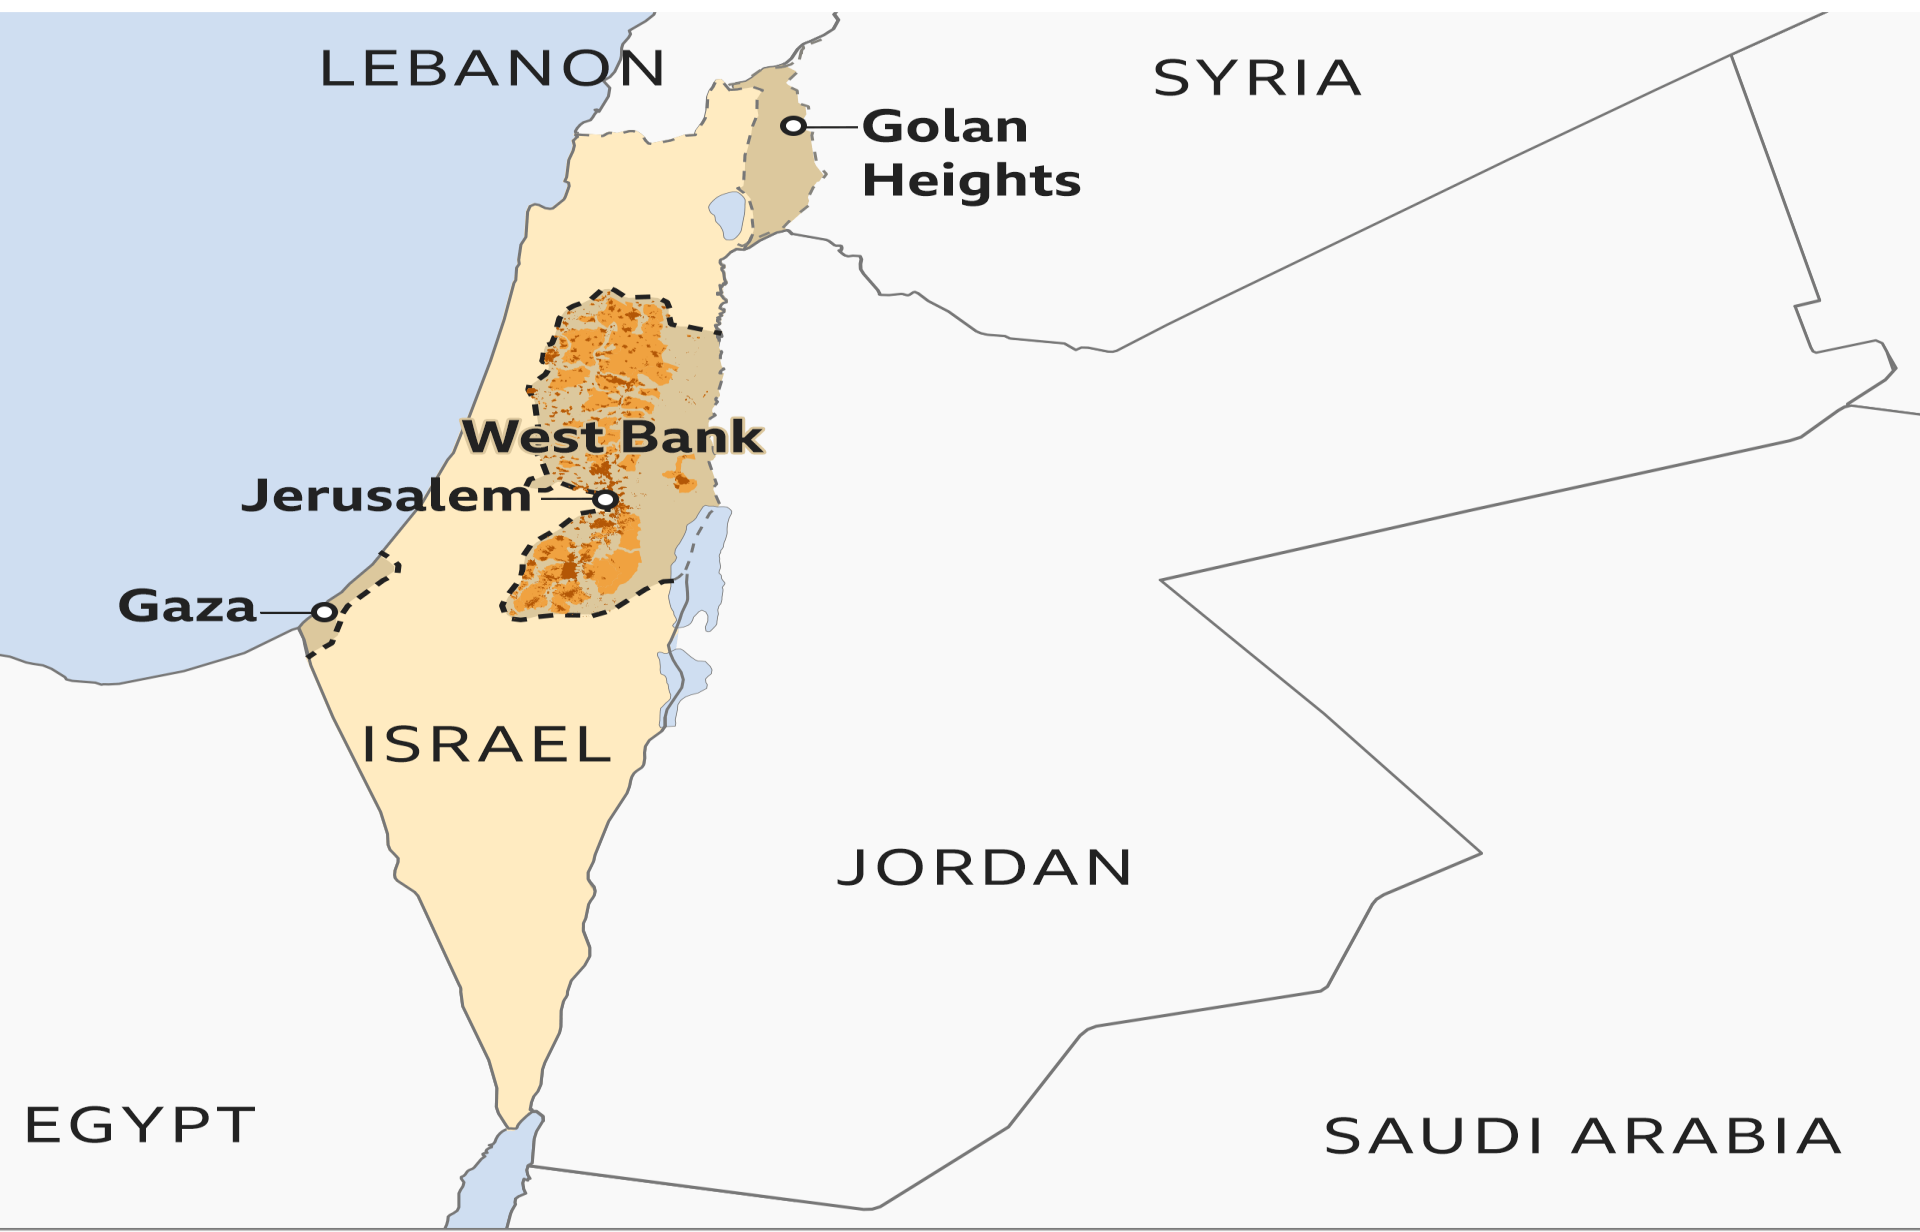 LEBANON
SYRIA
Golan
Heights
West Bank
Jerusalem
Gaza
ISRAEL
JORDAN
EGYPT
SAUDI ARABIA